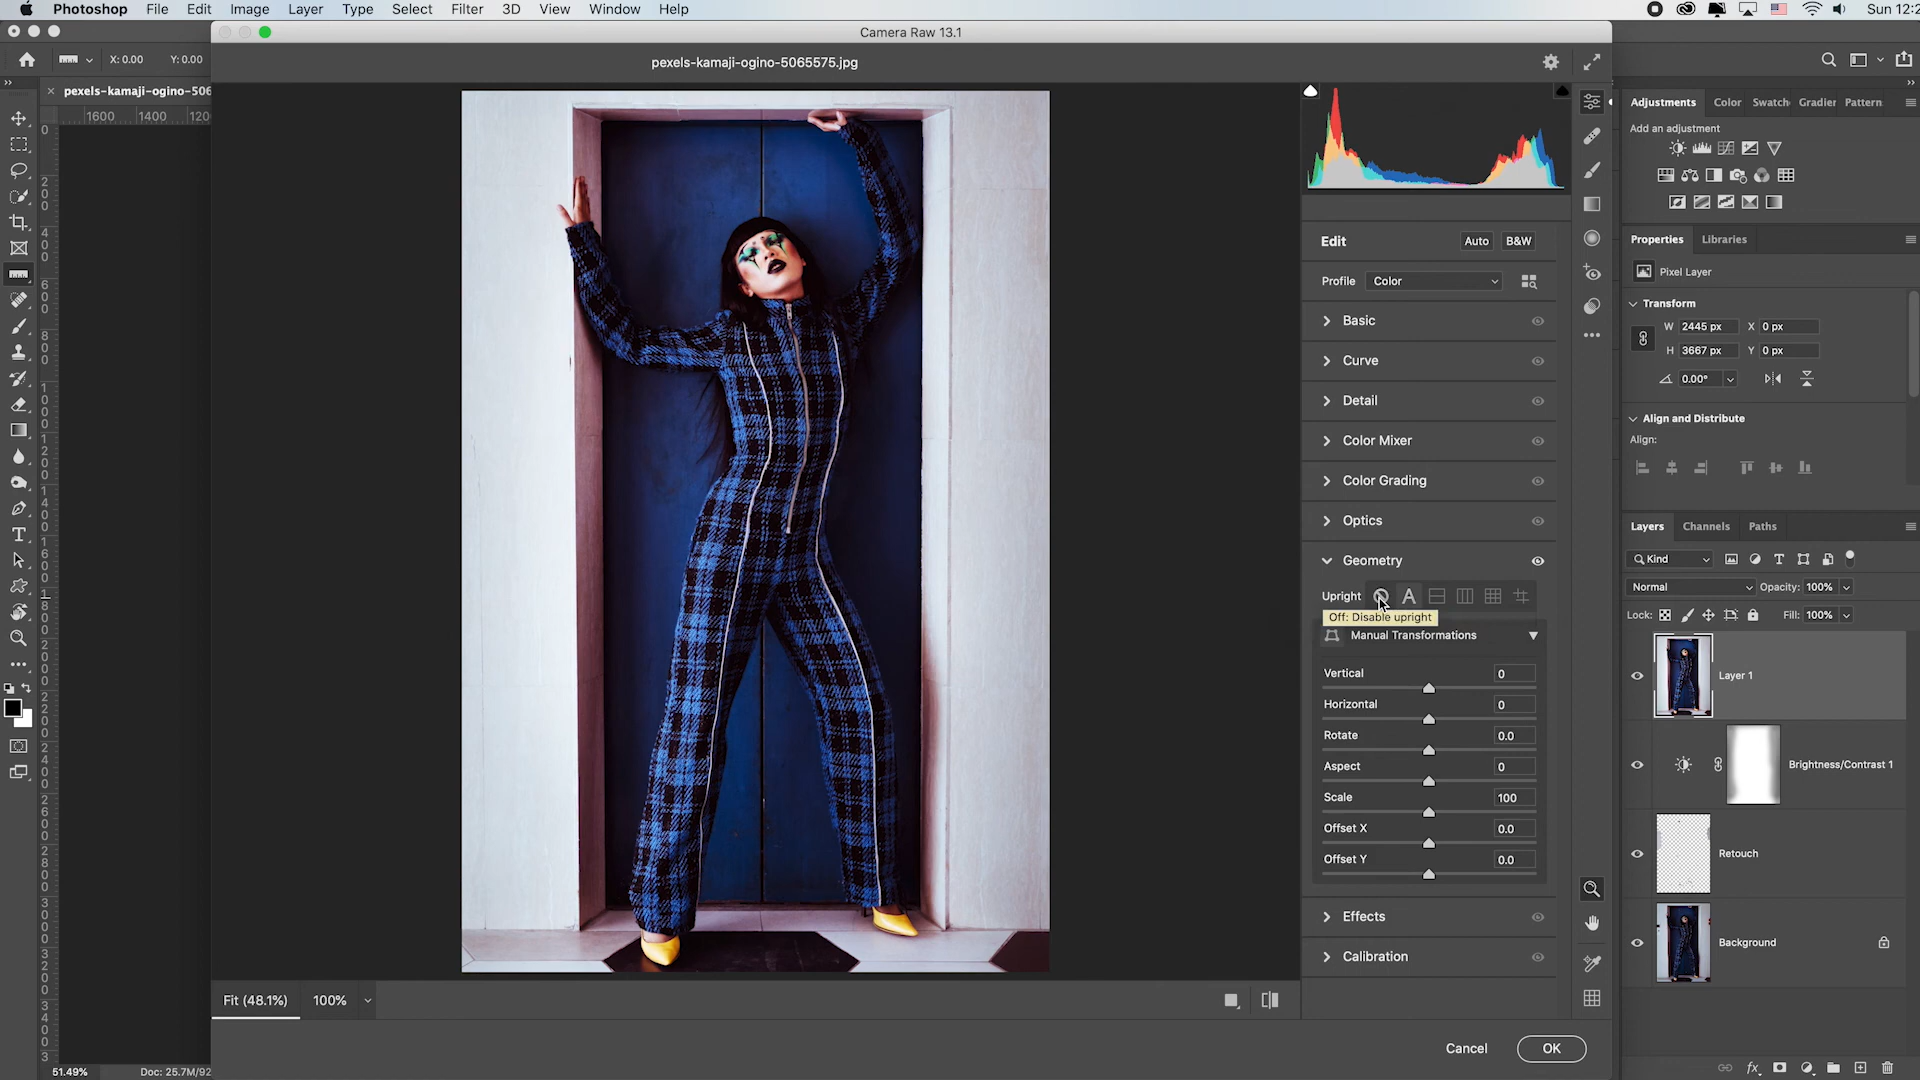 Photoshop File Edit Image Layer Type Select Filter 3D View Window Help
Sun 12:2
Camera Raw 13.1
X: 0.00 Y: 0.00
pexels-kamaji-ogino-5065575.jpg
pexels-kamaji-ogino-506
1600 1400 120
Edit Auto B&W
Profile Color
Basic
Curve
Detail
Color Mixer
Color Grading
Optics
Geometry
Upright A
Off: Disable upright
Manual Transformations
Vertical 0
Horizontal 0
Rotate 0.0
Aspect 0
Scale 100
Offset X 0.0
Offset Y 0.0
Effects
Calibration
Fit (48.1%) 100%
Cancel OK
51.49% Doc: 25.7M/92
Adjustments Color Swatch Gradier Pattern
Add an adjustment
Properties Libraries
Pixel Layer
Transform
W 2445 px X 0 px
H 3667 px Y 0 px
0.00°
Align and Distribute
Align:
Layers Channels Paths
Kind
Normal Opacity: 100%
Lock: Fill: 100%
Layer 1
Brightness/Contrast 1
Retouch
Background